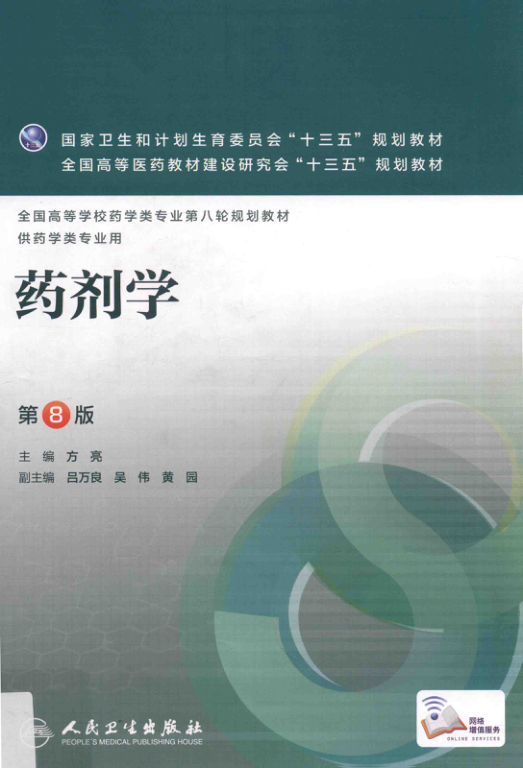 国家卫生和计划生育委员会“十三五”规划教材
全国高等医药教材建设研究会“十三五”规划教材
全国高等学校药学类专业第八轮规划教材
供药学类专业用
药剂学
第8版
主 编 方 亮
副主编 吕万良 吴 伟 黄 园
人民卫生出版社
PEOPLE'S MEDICAL PUBLISHING HOUSE
网络
增值服务
ONLINE SERVICES